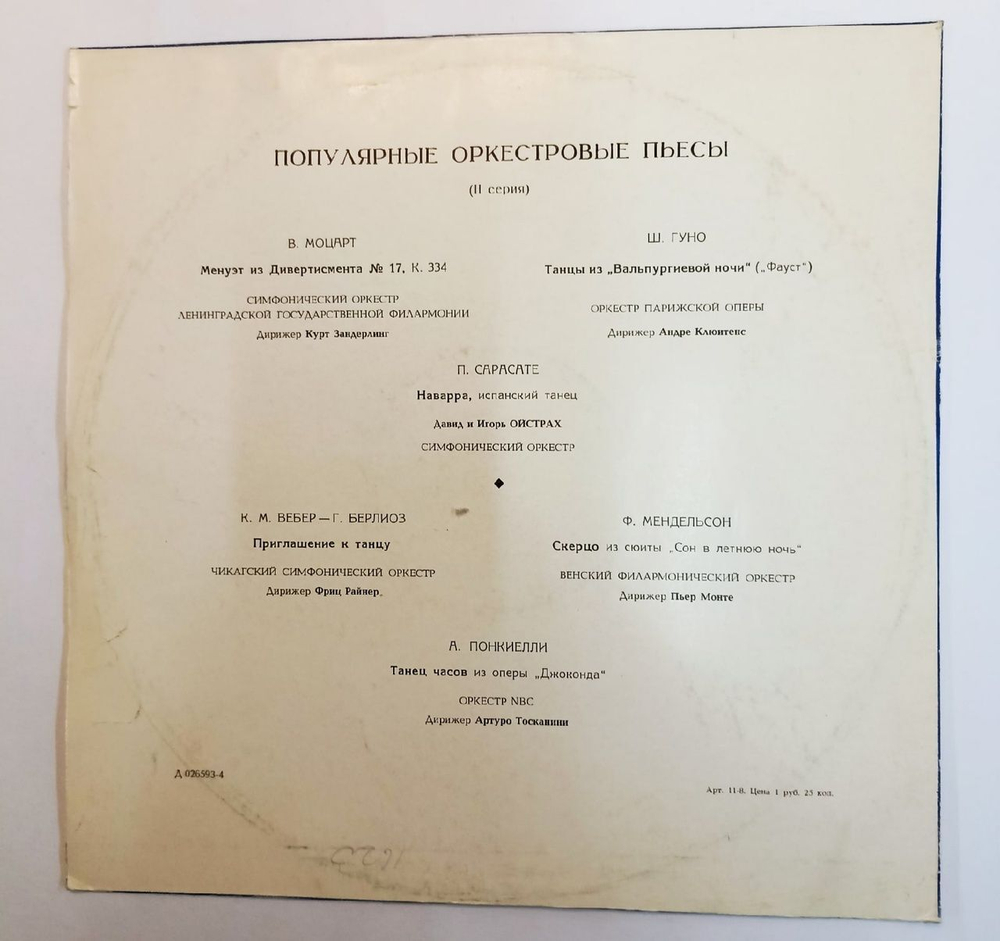 ПОПУЛЯРНЫЕ ОРКЕСТРОВЫЕ ПЬЕСЫ
(II серия)
В. МОЦАРТ
Менуэт из Дивертисмента № 17, К. 334
СИМФОНИЧЕСКИЙ ОРКЕСТР
ЛЕНИНГРАДСКОЙ ГОСУДАРСТВЕННОЙ ФИЛАРМОНИИ
Дирижер Курт Зандерлинг
Ш. ГУНО
Танцы из „Вальпургиевой ночи“ („Фауст“)
ОРКЕСТР ПАРИЖСКОЙ ОПЕРЫ
Дирижер Андре Клюитенс
П. САРАСАТЕ
Наварра, испанский танец
Давид и Игорь ОЙСТРАХ
СИМФОНИЧЕСКИЙ ОРКЕСТР
К. М. ВЕБЕР — Г. БЕРЛИОЗ
Приглашение к танцу
ЧИКАГСКИЙ СИМФОНИЧЕСКИЙ ОРКЕСТР
Дирижер Фриц Райнер.
Ф. МЕНДЕЛЬСОН
Скерцо из сюиты „Сон в летнюю ночь“
ВЕНСКИЙ ФИЛАРМОНИЧЕСКИЙ ОРКЕСТР
Дирижер Пьер Монте
А. ПОНКИЕЛЛИ
Танец часов из оперы „Джоконда“
ОРКЕСТР NBC
Дирижер Артуро Тосканини
Д 026593-4
Арт. 11-8. Цена 1 руб. 25 коп.